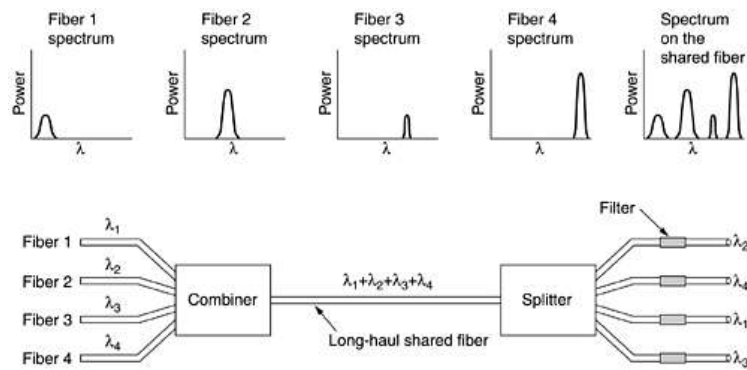 Fiber 1
spectrum
Fiber 2
spectrum
Fiber 3
spectrum
Fiber 4
spectrum
Spectrum
on the
shared fiber
Power
λ
Power
λ
Power
λ
Power
λ
Power
λ
Filter
Fiber 1
λ1
Fiber 2
λ2
Fiber 3
λ3
Fiber 4
λ4
Combiner
λ1+λ2+λ3+λ4
Long-haul shared fiber
Splitter
λ2
λ4
λ1
λ3